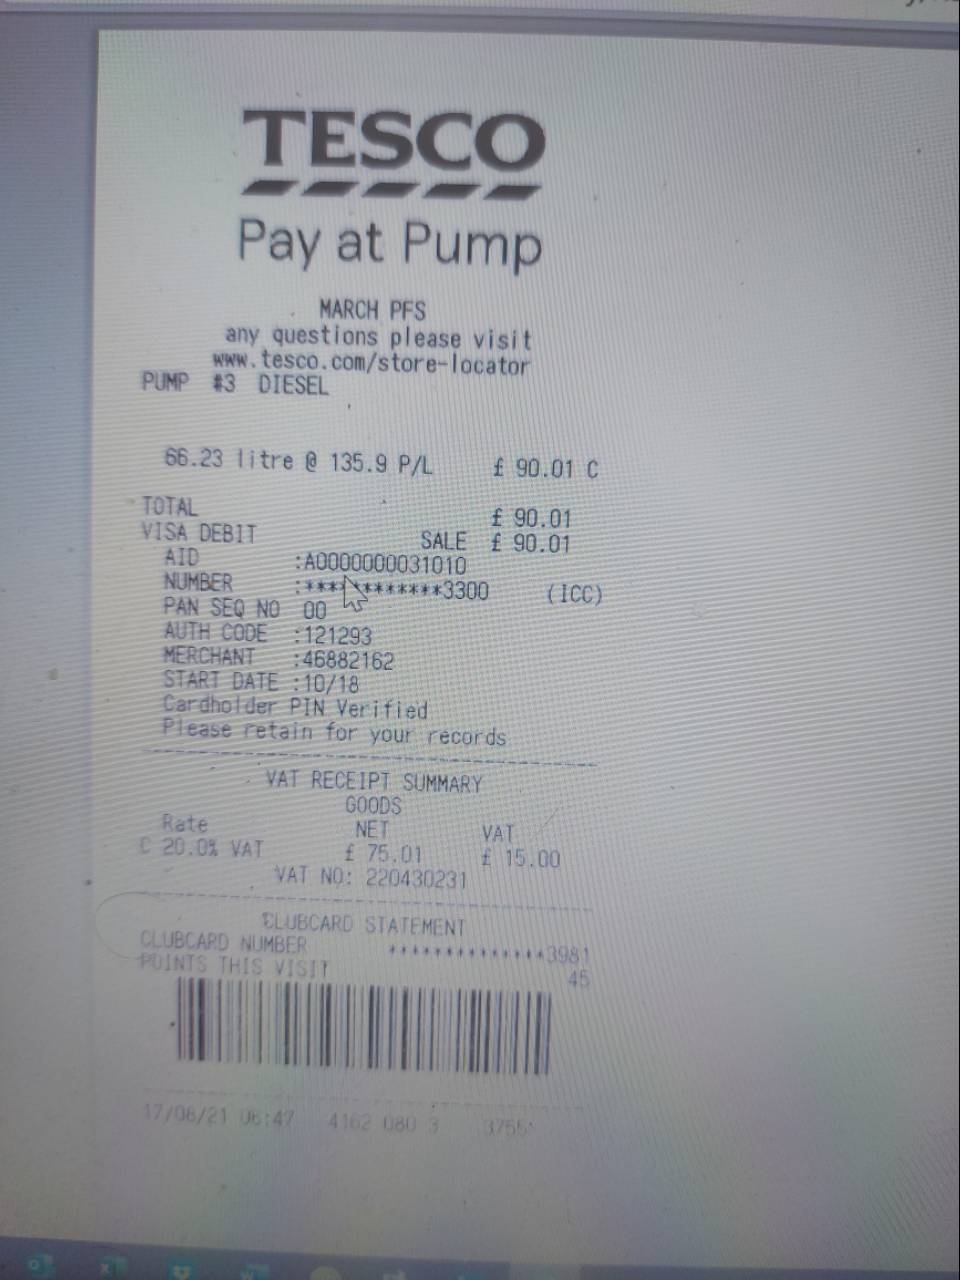 TESCO
Pay at Pump
MARCH PFS
any questions please visit
www.tesco.com/store-locator
PUMP #3 DIESEL
66.23 litre @ 135.9 P/L £ 90.01 C
TOTAL £ 90.01
VISA DEBIT SALE £ 90.01
AID :A0000000031010
NUMBER :************3300 (ICC)
PAN SEQ NO 00
AUTH CODE :121293
MERCHANT :46882162
START DATE :10/18
Cardholder PIN Verified
Please retain for your records
VAT RECEIPT SUMMARY
GOODS
Rate NET VAT
C 20.0% VAT £ 75.01 £ 15.00
VAT NO: 220430231
CLUBCARD STATEMENT
CLUBCARD NUMBER **************3981
POINTS THIS VISIT 45
17/08/21 06:47 4162 080 3 3755